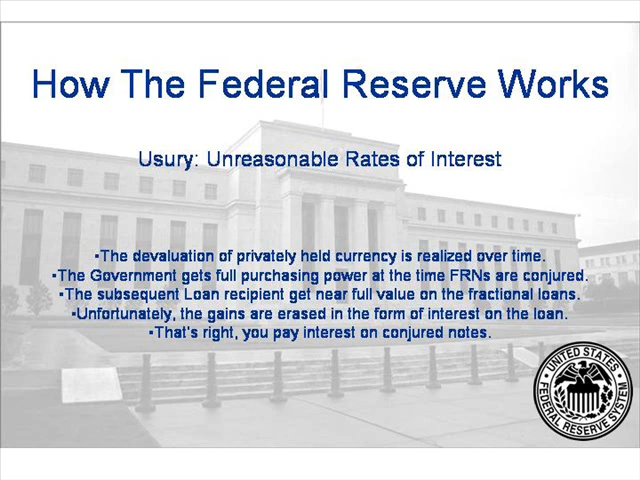 How The Federal Reserve Works
Usury: Unreasonable Rates of Interest
•The devaluation of privately held currency is realized over time.
•The Government gets full purchasing power at the time FRNs are conjured.
•The subsequent Loan recipient get near full value on the fractional loans.
•Unfortunately, the gains are erased in the form of interest on the loan.
•That's right, you pay interest on conjured notes.
UNITED STATES
FEDERAL RESERVE SYSTEM